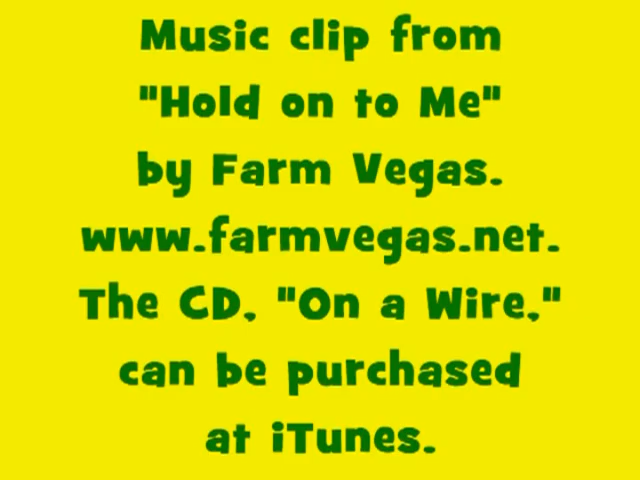 Music clip from
"Hold on to Me"
by Farm Vegas.
www.farmvegas.net.
The CD, "On a Wire,"
can be purchased
at iTunes.